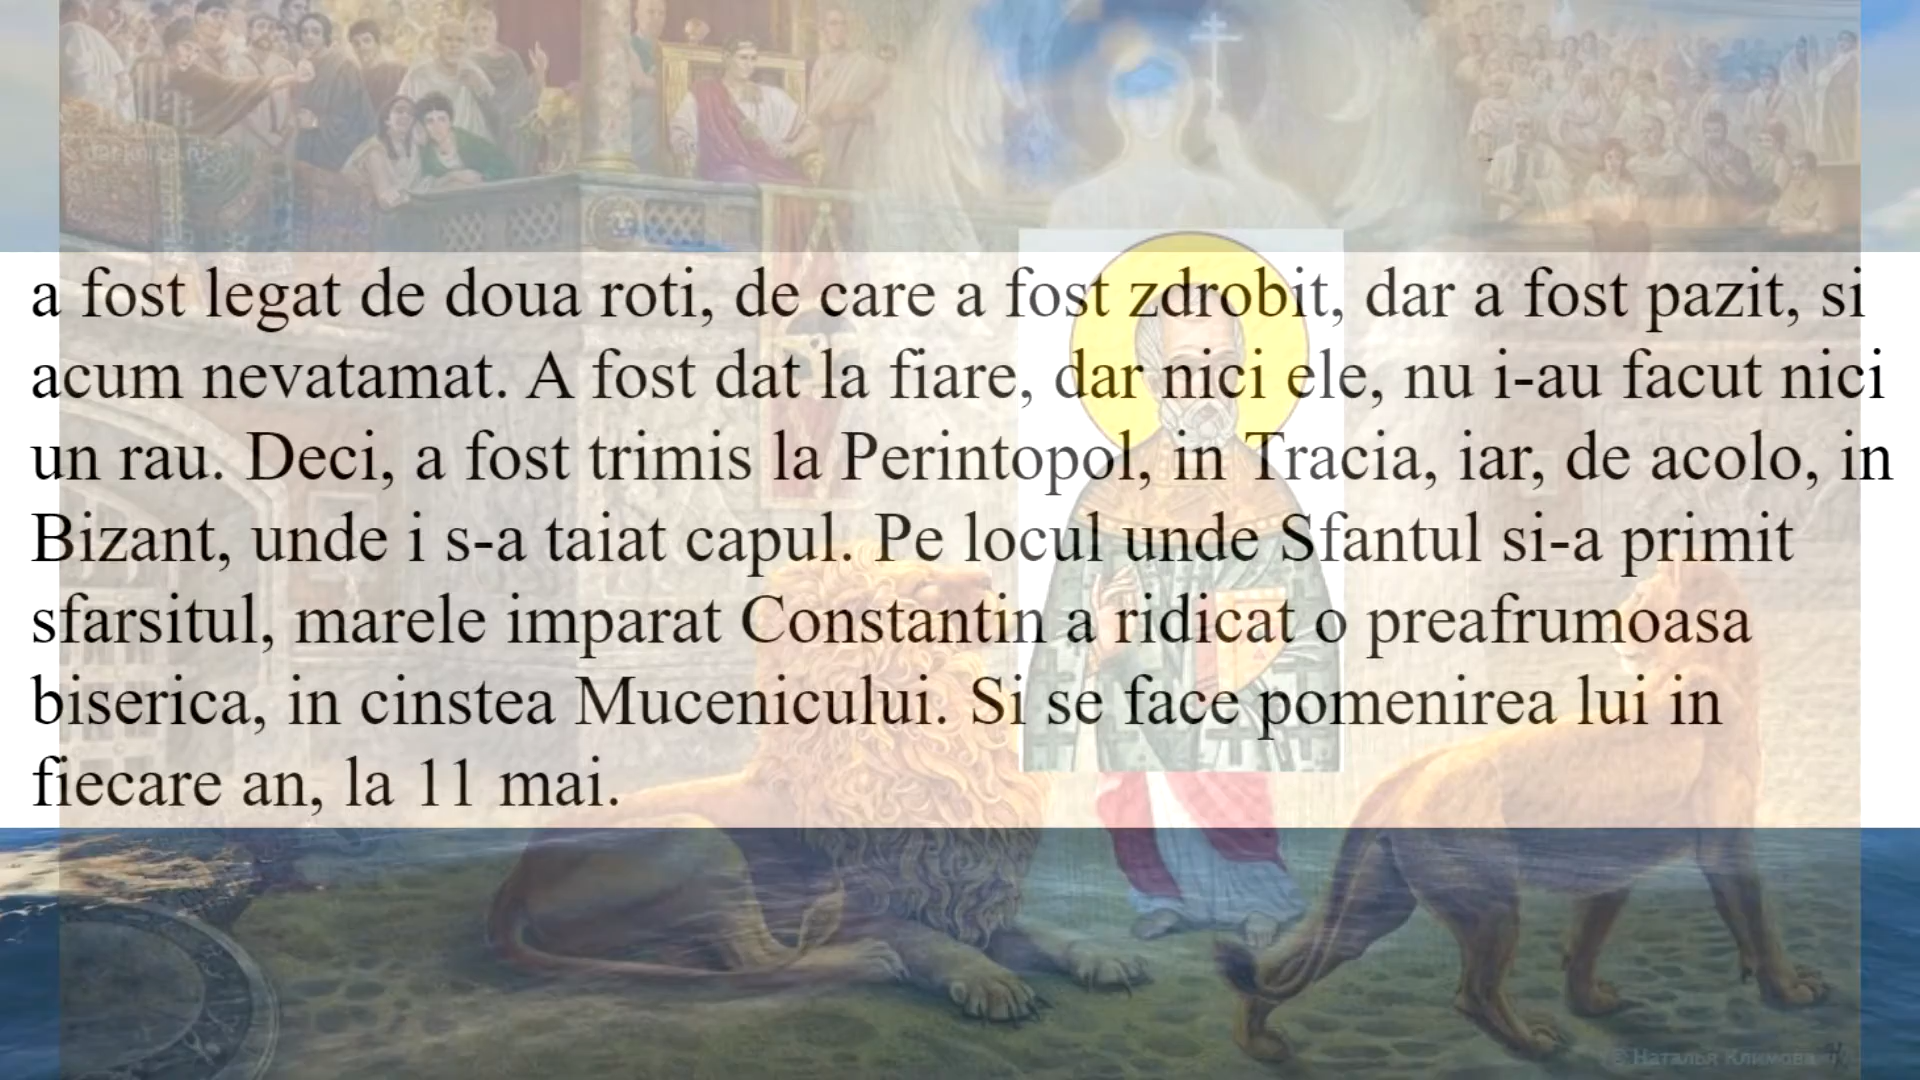 a fost legat de doua roti, de care a fost zdrobit, dar a fost pazit, si
acum nevatamat. A fost dat la fiare, dar nici ele, nu i-au facut nici
un rau. Deci, a fost trimis la Perintopol, in Tracia, iar, de acolo, in
Bizant, unde i s-a taiat capul. Pe locul unde Sfantul si-a primit
sfarsitul, marele imparat Constantin a ridicat o preafrumoasa
biserica, in cinstea Mucenicului. Si se face pomenirea lui in
fiecare an, la 11 mai.
© Наталья Климова